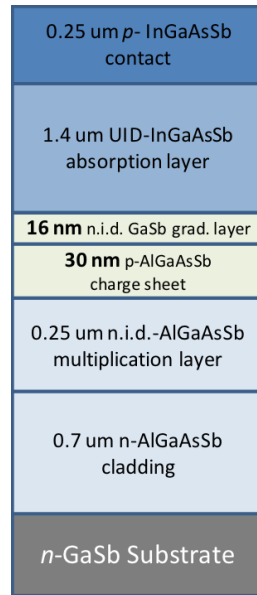 0.25 um p- InGaAsSb
contact
1.4 um UID-InGaAsSb
absorption layer
16 nm n.i.d. GaSb grad. layer
30 nm p-AlGaAsSb
charge sheet
0.25 um n.i.d.-AlGaAsSb
multiplication layer
0.7 um n-AlGaAsSb
cladding
n-GaSb Substrate